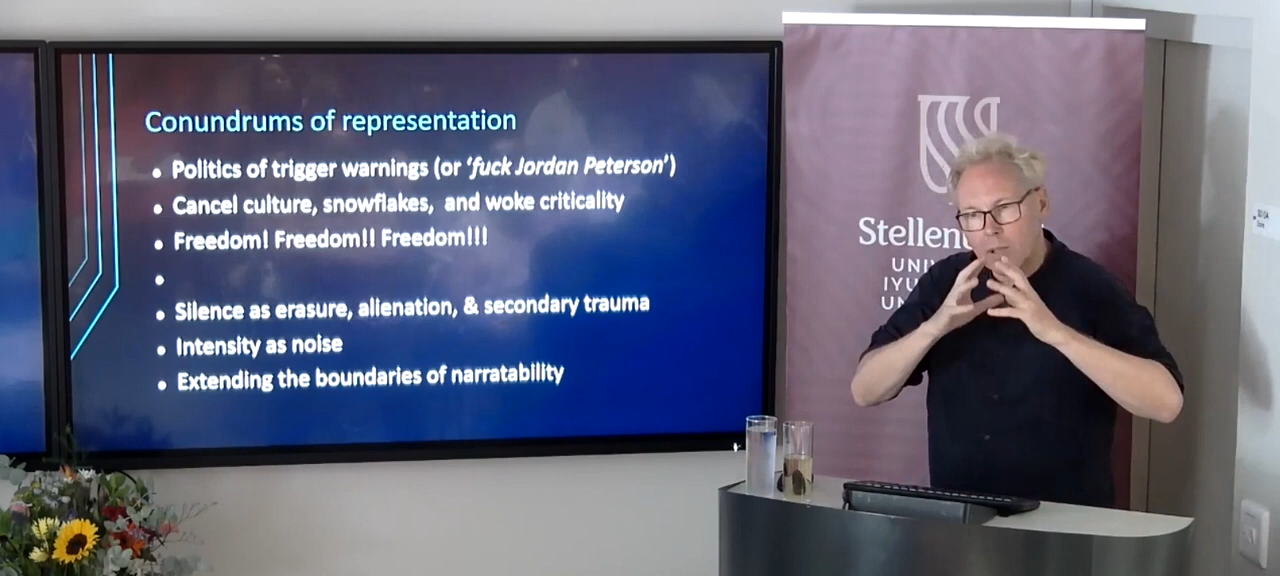 Conundrums of representation
• Politics of trigger warnings (or ‘fuck Jordan Peterson’)
• Cancel culture, snowflakes, and woke criticality
• Freedom! Freedom!! Freedom!!!
•
• Silence as erasure, alienation, & secondary trauma
• Intensity as noise
• Extending the boundaries of narratability
Stellen
UNI
IYU
UN